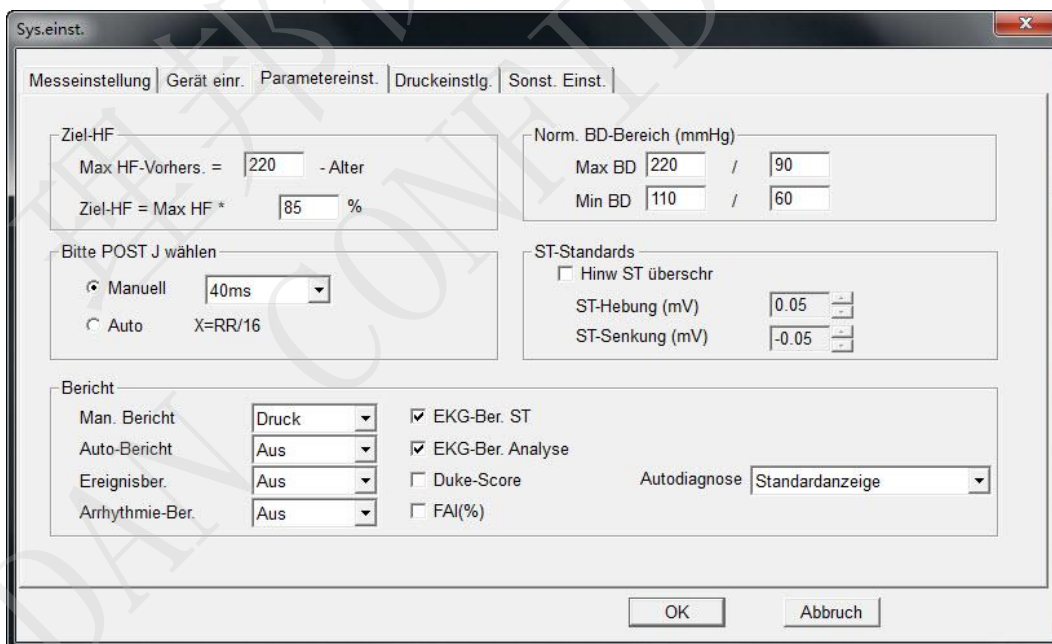 Sys.einst.
Messeinstellung Gerät einr. Parametereinst. Druckeinstlg. Sonst. Einst.
Ziel-HF
Max HF-Vorhers. = 220 - Alter
Ziel-HF = Max HF * 85 %
Norm. BD-Bereich (mmHg)
Max BD 220 / 90
Min BD 110 / 60
Bitte POST J wählen
Manuell 40ms
Auto X=RR/16
ST-Standards
Hinw ST überschr
ST-Hebung (mV) 0.05
ST-Senkung (mV) -0.05
Bericht
Man. Bericht Druck EKG-Ber. ST
Auto-Bericht Aus EKG-Ber. Analyse
Ereignisber. Aus Duke-Score Autodiagnose Standardanzeige
Arrhythmie-Ber. Aus FAI(%)
OK Abbruch